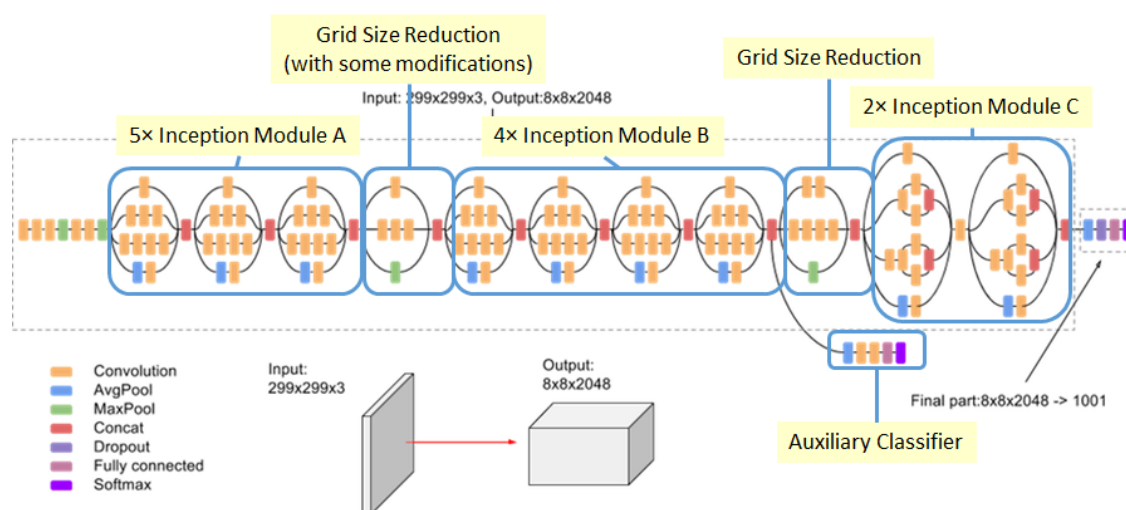 Grid Size Reduction
(with some modifications)
Grid Size Reduction
Input: 299x299x3, Output:8x8x2048
2× Inception Module C
5× Inception Module A
4× Inception Module B
Convolution
AvgPool
MaxPool
Concat
Dropout
Fully connected
Softmax
Input:
299x299x3
Output:
8x8x2048
Final part:8x8x2048 -> 1001
Auxiliary Classifier